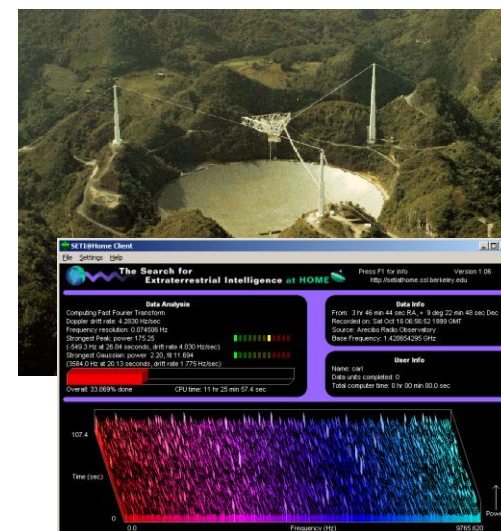 SETI@Home Client
File Settings Help
The Search for
Extraterrestrial Intelligence at HOME
Press F1 for info
Version 1.06
http://setiathome.ssl.berkeley.edu
Data Analysis
Computing Fast Fourier Transform
Doppler drift rate: 4.2830 Hz/sec
Frequency resolution: 0.074506 Hz
Strongest Peak: power 175.25
(-549.3 Hz at 26.84 seconds, drift rate 4.030 Hz/sec)
Strongest Gaussian: power 2.20, fit 11.694
(3584.0 Hz at 20.13 seconds, drift rate 1.775 Hz/sec)
Overall: 33.869% done
CPU time: 11 hr 25 min 57.4 sec
Data Info
From: 3 hr 46 min 44 sec RA, + 9 deg 22 min 48 sec Dec
Recorded on: Sat Oct 16 06:56:52 1999 GMT
Source: Arecibo Radio Observatory
Base Frequency: 1.428654295 GHz
User Info
Name: carl
Data units completed: 0
Total computer time: 0 hr 00 min 00.0 sec
107.4
Time (sec)
0
0.0
Frequency (Hz)
9765.620
Power